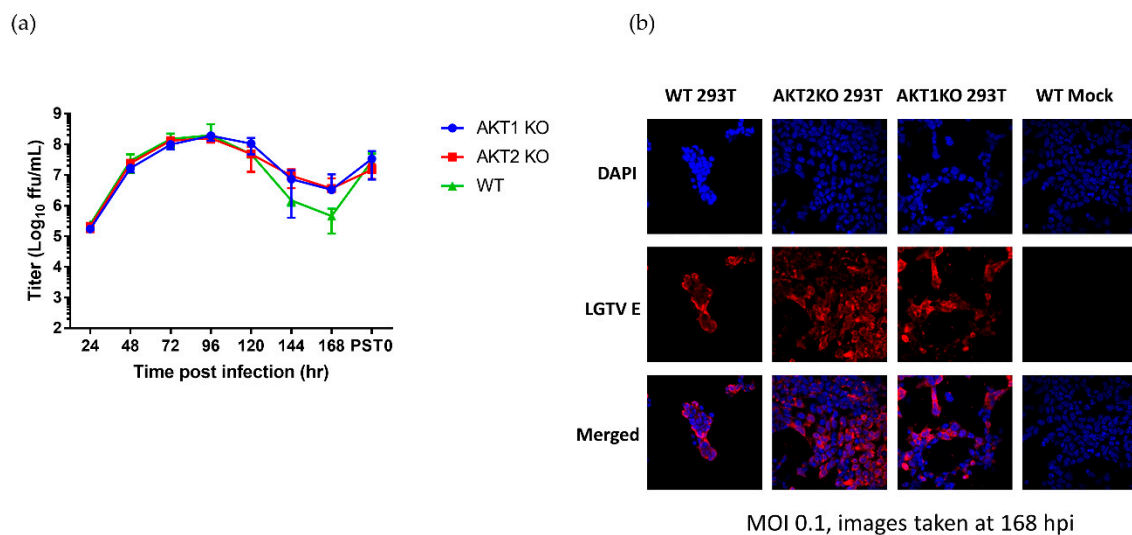 (a)
(b)
Titer (Log10 ffu/mL)
9
8
7
6
5
4
3
2
24 48 72 96 120 144 168 PST0
Time post infection (hr)
AKT1 KO
AKT2 KO
WT
WT 293T AKT2KO 293T AKT1KO 293T WT Mock
DAPI
LGTV E
Merged
MOI 0.1, images taken at 168 hpi